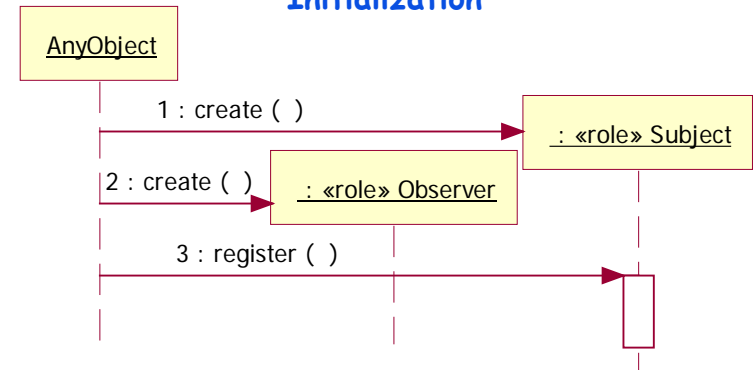 Initialization
AnyObject
1 : create ( )
: «role» Subject
2 : create ( )
: «role» Observer
3 : register ( )